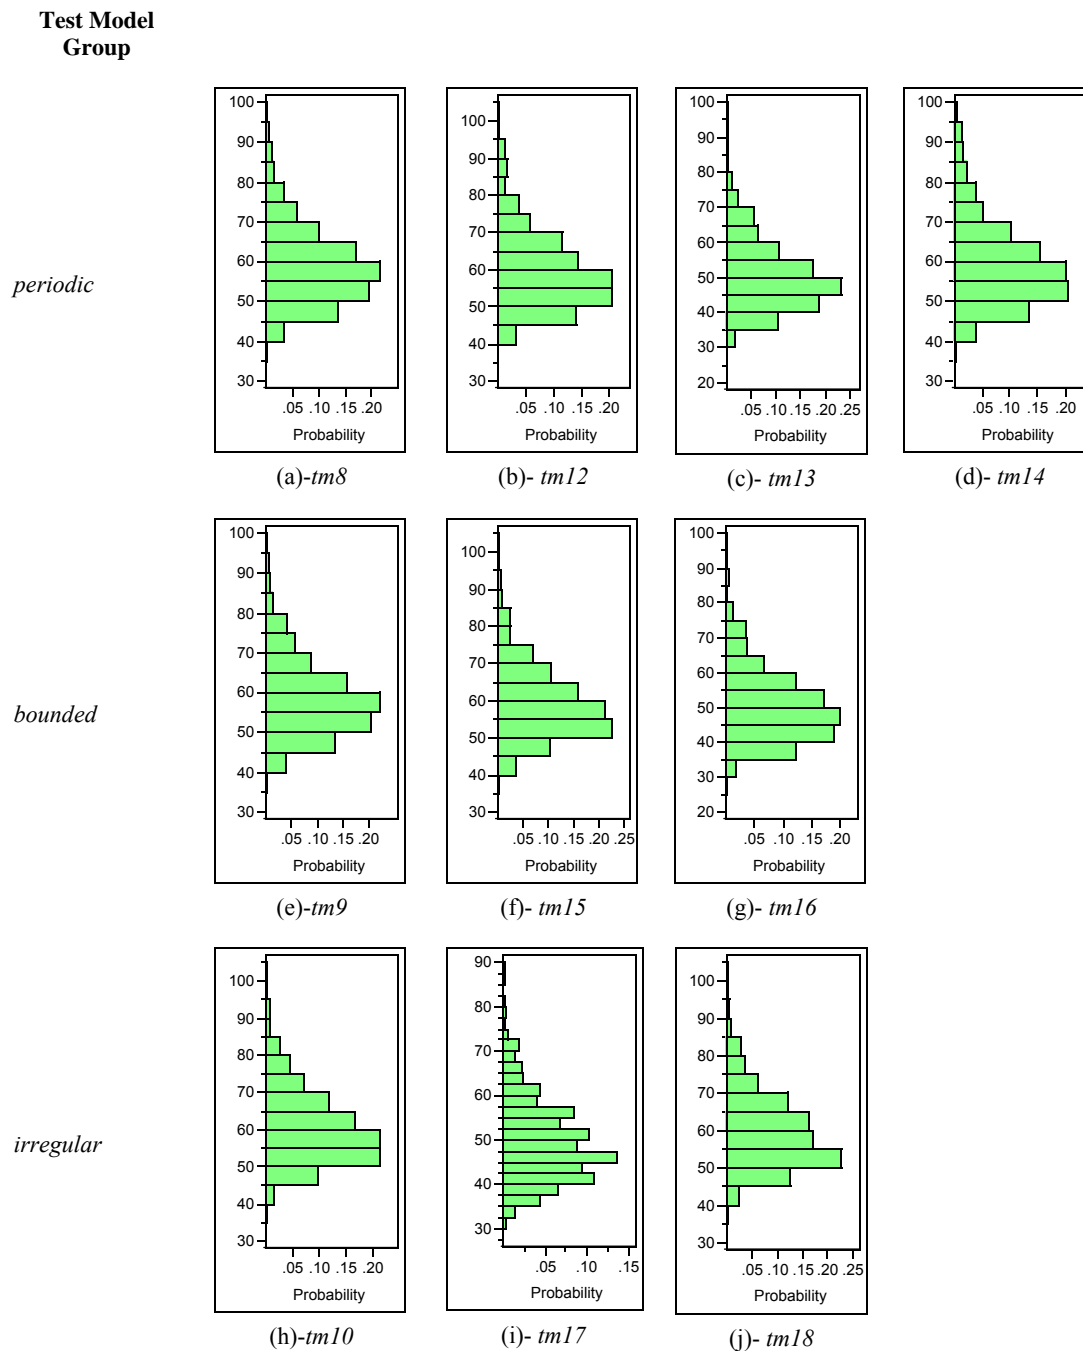 Test Model
Group
periodic
100
90
80
70
60
50
40
30
.05 .10 .15 .20
Probability
(a)-tm8
100
90
80
70
60
50
40
30
.05 .10 .15 .20
Probability
(b)- tm12
100
90
80
70
60
50
40
30
20
.05 .10 .15 .20 .25
Probability
(c)- tm13
100
90
80
70
60
50
40
30
.05 .10 .15 .20
Probability
(d)- tm14
bounded
100
90
80
70
60
50
40
30
.05 .10 .15 .20
Probability
(e)-tm9
100
90
80
70
60
50
40
30
.05 .10 .15 .20 .25
Probability
(f)- tm15
100
90
80
70
60
50
40
30
20
.05 .10 .15 .20
Probability
(g)- tm16
irregular
100
90
80
70
60
50
40
30
.05 .10 .15 .20
Probability
(h)-tm10
90
80
70
60
50
40
30
.05 .10 .15
Probability
(i)- tm17
100
90
80
70
60
50
40
30
.05 .10 .15 .20 .25
Probability
(j)- tm18